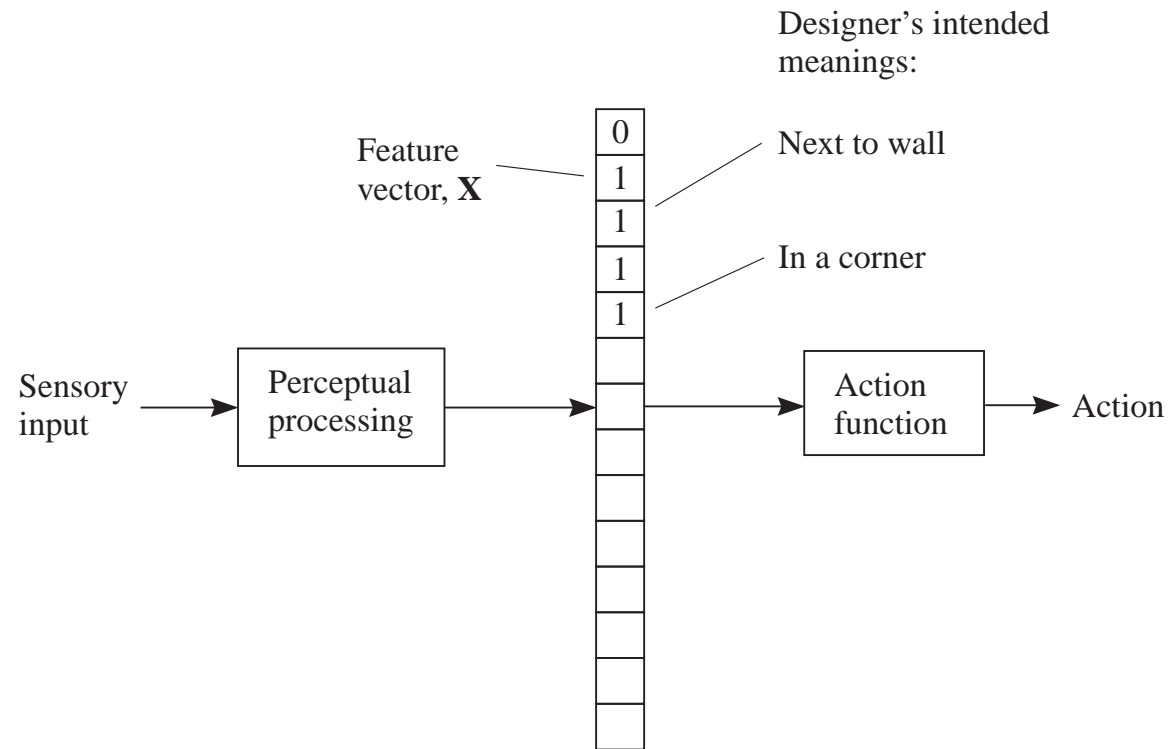 Designer’s intended
meanings:
0
Next to wall
Feature
vector, X
1
1
In a corner
1
1
Sensory
input
Perceptual
processing
Action
function
Action